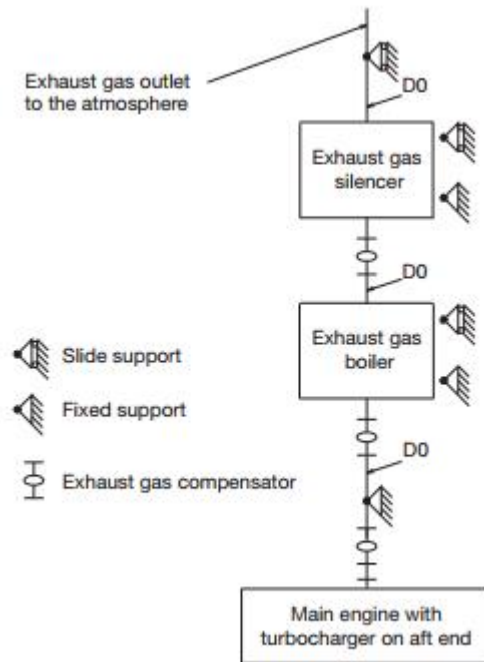 Exhaust gas outlet
to the atmosphere
D0
Exhaust gas
silencer
D0
Exhaust gas
boiler
Slide support
Fixed support
D0
Exhaust gas compensator
Main engine with
turbocharger on aft end